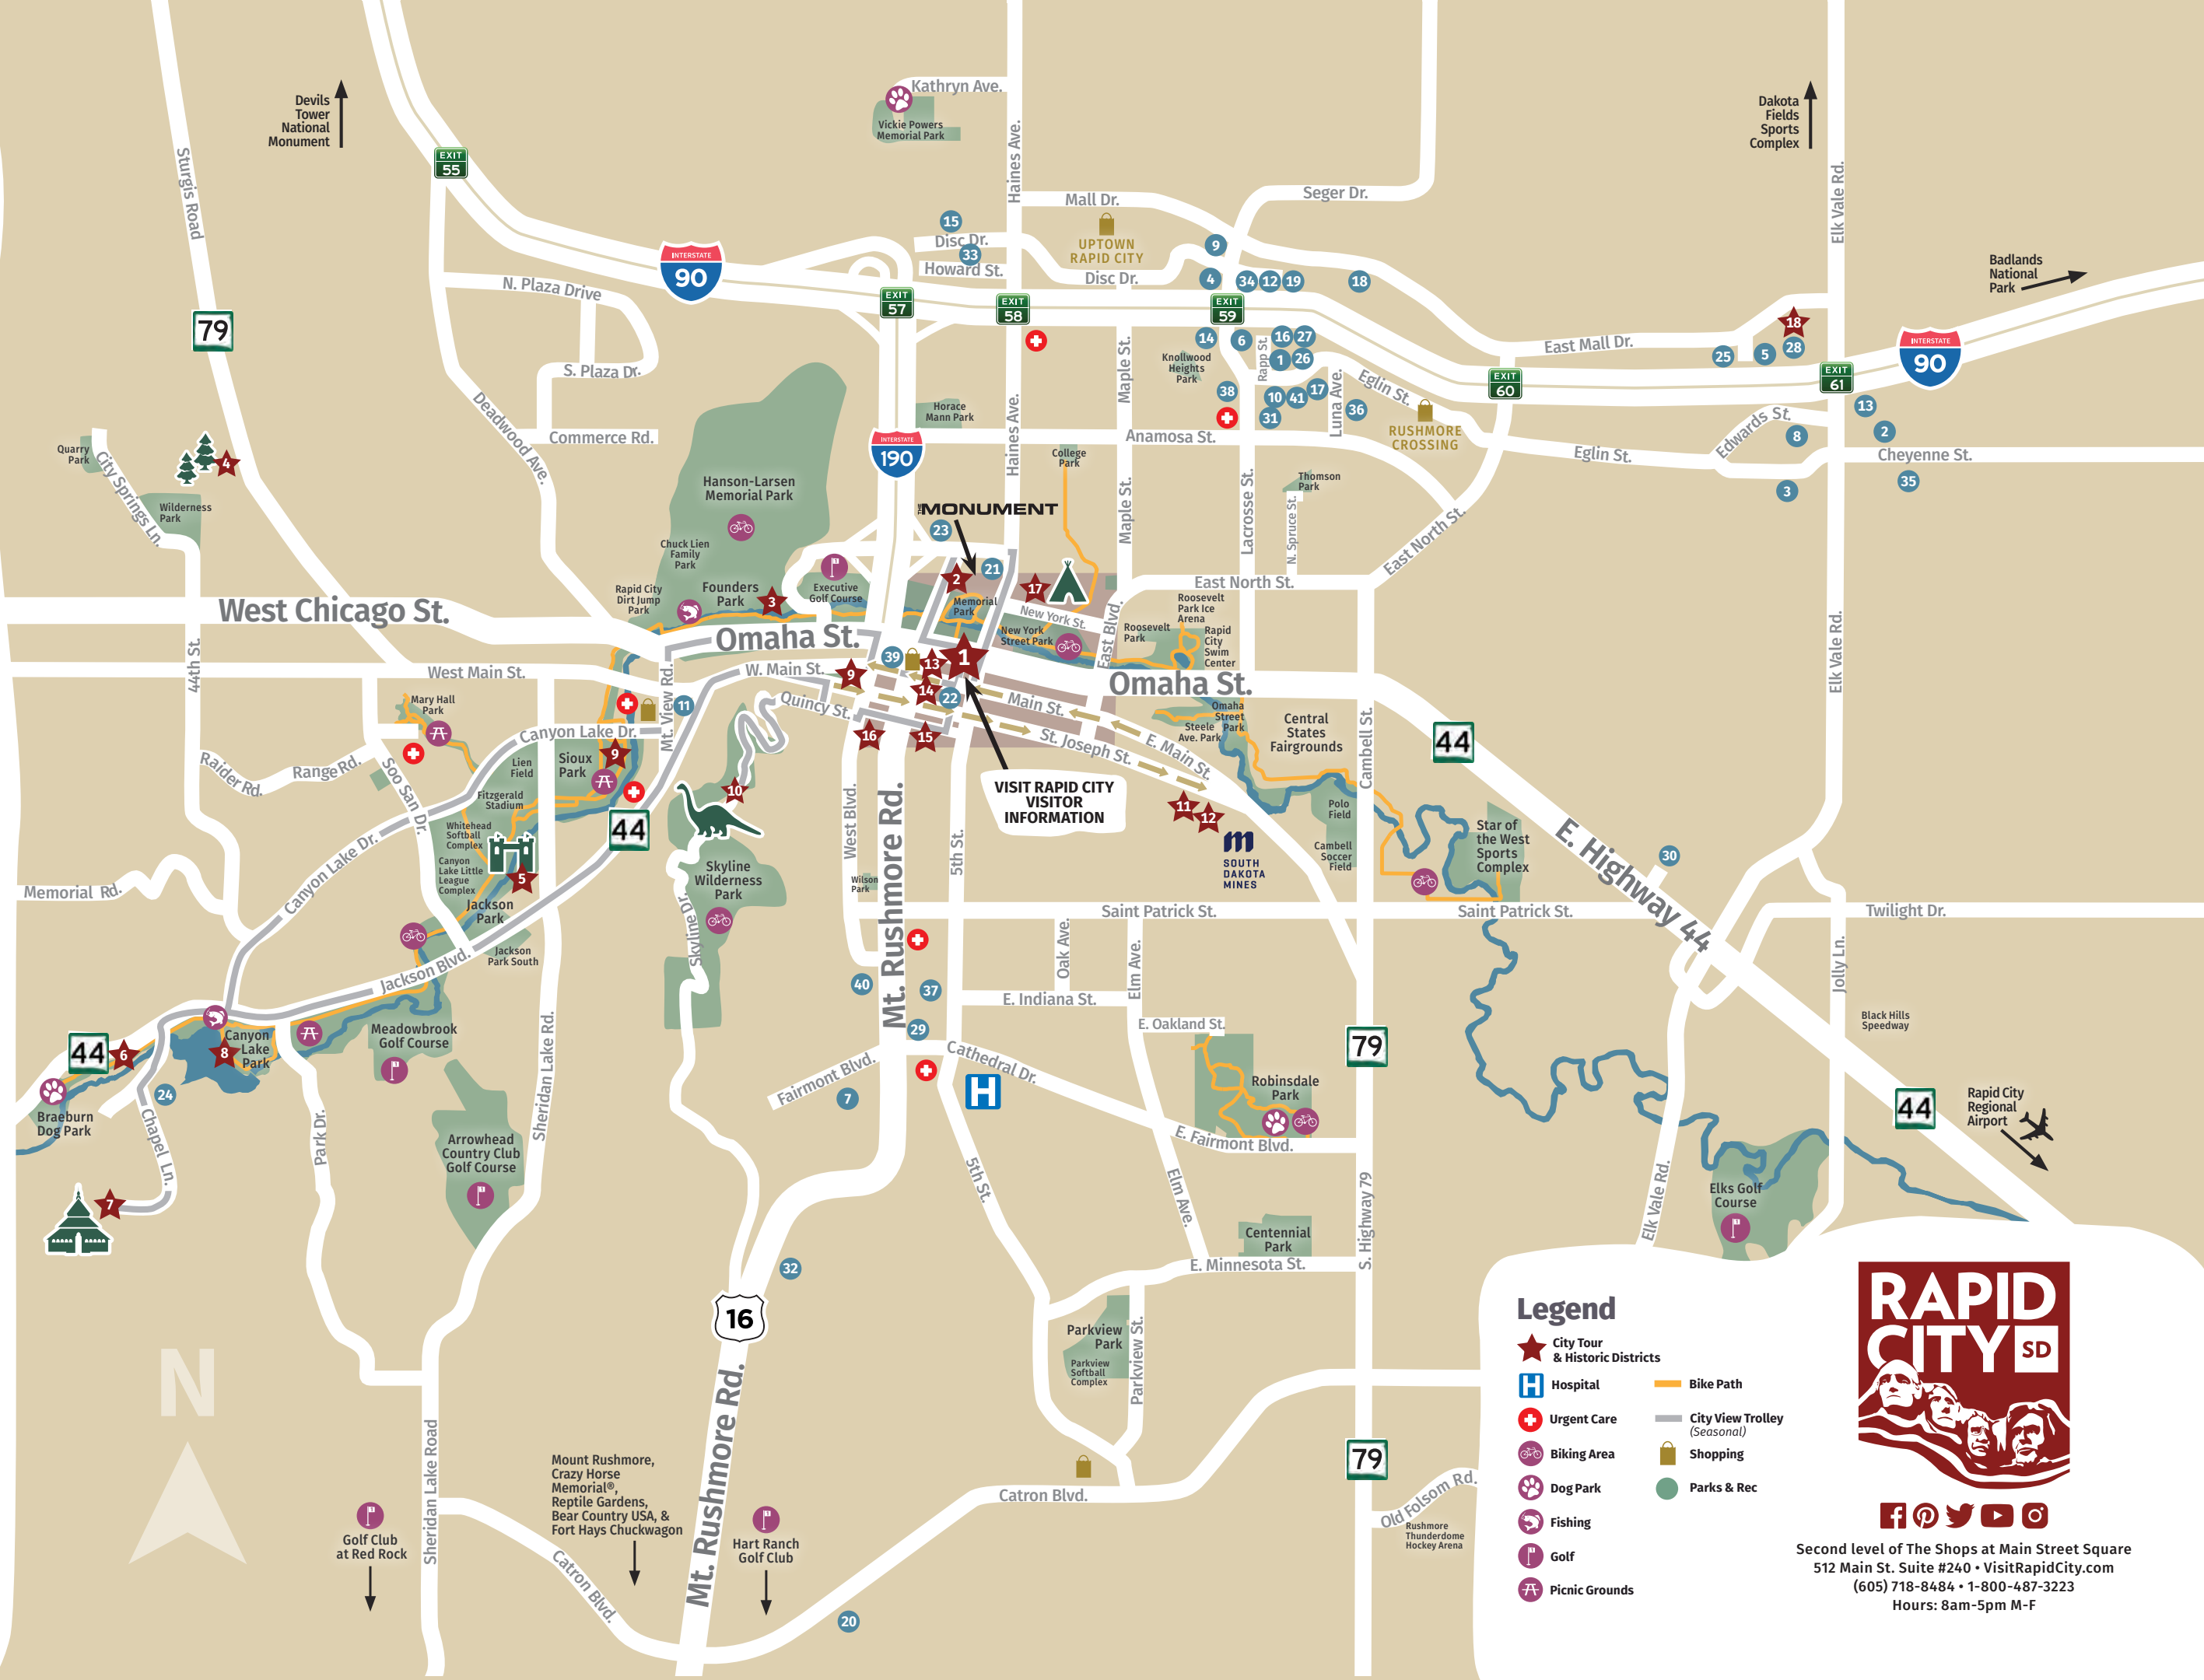 Kathryn Ave.
Vickie Powers
Memorial Park
Devils
Tower
National
Monument
Dakota
Fields
Sports
Complex
Sturgis Road
EXIT
55
Haines Ave.
Mall Dr.
Seger Dr.
Elk Vale Rd.
15
Disc Dr.
33
Howard St.
UPTOWN
RAPID CITY
Disc Dr.
9
4
34
12
19
18
Badlands
National
Park
INTERSTATE
90
N. Plaza Drive
S. Plaza Dr.
79
EXIT
57
EXIT
58
EXIT
59
14
6
16
27
1
26
Rapp St.
Knollwood
Heights
Park
Maple St.
38
10
41
17
31
Luna Ave.
36
Eglin St.
RUSHMORE
CROSSING
EXIT
60
East Mall Dr.
25
5
18
28
EXIT
61
INTERSTATE
90
13
2
8
Edwards St.
Eglin St.
Cheyenne St.
35
3
Deadwood Ave.
Commerce Rd.
Horace
Mann Park
Haines Ave.
Anamosa St.
INTERSTATE
190
Quarry
Park
City Springs Ln.
4
Wilderness
Park
Hanson-Larsen
Memorial Park
College
Park
Maple St.
Lacrosse St.
Thomson
Park
N. Spruce St.
East North St.
East North St.
THE MONUMENT
23
21
2
17
Chuck Lien
Family
Park
Rapid City
Dirt Jump
Park
Founders
Park
3
Executive
Golf Course
Memorial
Park
New York St.
New York
Street Park
East Blvd.
Roosevelt
Park Ice
Arena
Roosevelt
Park
Rapid
City
Swim
Center
West Chicago St.
Omaha St.
Omaha St.
44th St.
West Main St.
W. Main St.
Mt. View Rd.
11
39
13
1
9
14
22
16
15
Quincy St.
Main St.
St. Joseph St.
E. Main St.
Omaha
Street
Park
Steele
Ave. Park
Central
States
Fairgrounds
Cambell St.
44
Elk Vale Rd.
Mary Hall
Park
Canyon Lake Dr.
Raider Rd.
Range Rd.
Soo San Dr.
Lien
Field
Sioux
Park
9
Fitzgerald
Stadium
Whitehead
Softball
Complex
Canyon
Lake Little
League
Complex
5
Jackson
Park
Jackson
Park South
44
10
Skyline
Wilderness
Park
Skyline Dr.
VISIT RAPID CITY
VISITOR
INFORMATION
West Blvd.
Mt. Rushmore Rd.
5th St.
Wilson
Park
11
12
SOUTH
DAKOTA
MINES
Polo
Field
Cambell
Soccer
Field
Star of
the West
Sports
Complex
E. Highway 44
30
Memorial Rd.
Canyon Lake Dr.
Jackson Blvd.
Saint Patrick St.
Saint Patrick St.
Twilight Dr.
Oak Ave.
Elm Ave.
Jolly Ln.
40
37
29
E. Indiana St.
E. Oakland St.
79
Black Hills
Speedway
44
6
8
Canyon
Lake
Park
Meadowbrook
Golf Course
Sheridan Lake Rd.
24
Braeburn
Dog Park
Chapel Ln.
7
Park Dr.
Arrowhead
Country Club
Golf Course
Fairmont Blvd.
7
Cathedral Dr.
H
Robinsdale
Park
E. Fairmont Blvd.
5th St.
Elm Ave.
S. Highway 79
Elk Vale Rd.
Elks Golf
Course
44
Rapid City
Regional
Airport
Centennial
Park
E. Minnesota St.
32
16
Mt. Rushmore Rd.
Parkview
Park
Parkview
Softball
Complex
Parkview St.
N
Sheridan Lake Road
Golf Club
at Red Rock
Mount Rushmore,
Crazy Horse
Memorial®,
Reptile Gardens,
Bear Country USA, &
Fort Hays Chuckwagon
Hart Ranch
Golf Club
Catron Blvd.
Catron Blvd.
20
79
Old Folsom Rd.
Rushmore
Thunderdome
Hockey Arena
Legend
City Tour
& Historic Districts
H Hospital
Urgent Care
Biking Area
Dog Park
Fishing
Golf
Picnic Grounds
Bike Path
City View Trolley
(Seasonal)
Shopping
Parks & Rec
RAPID
CITY SD
Second level of The Shops at Main Street Square
512 Main St. Suite #240 • VisitRapidCity.com
(605) 718-8484 • 1-800-487-3223
Hours: 8am-5pm M-F